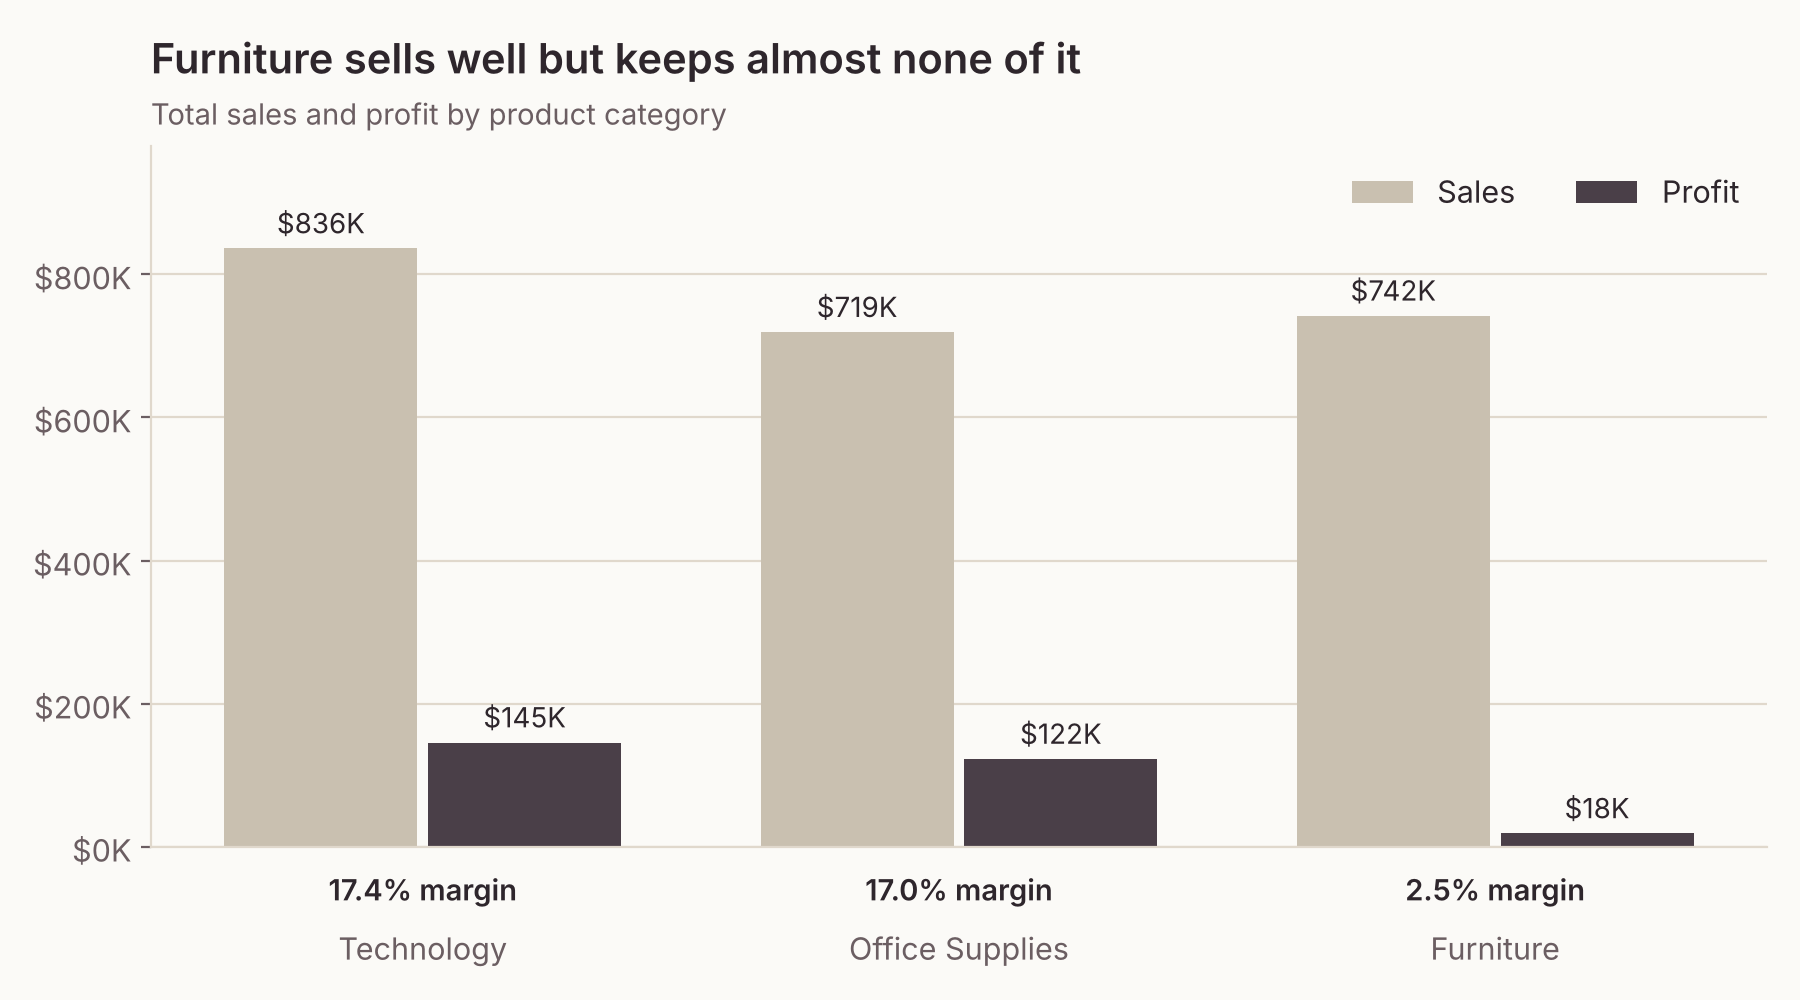 Furniture sells well but keeps almost none of it
Total sales and profit by product category
Sales Profit
$836K
$719K
$742K
$145K
$122K
$18K
$800K
$600K
$400K
$200K
$0K
17.4% margin
17.0% margin
2.5% margin
Technology
Office Supplies
Furniture